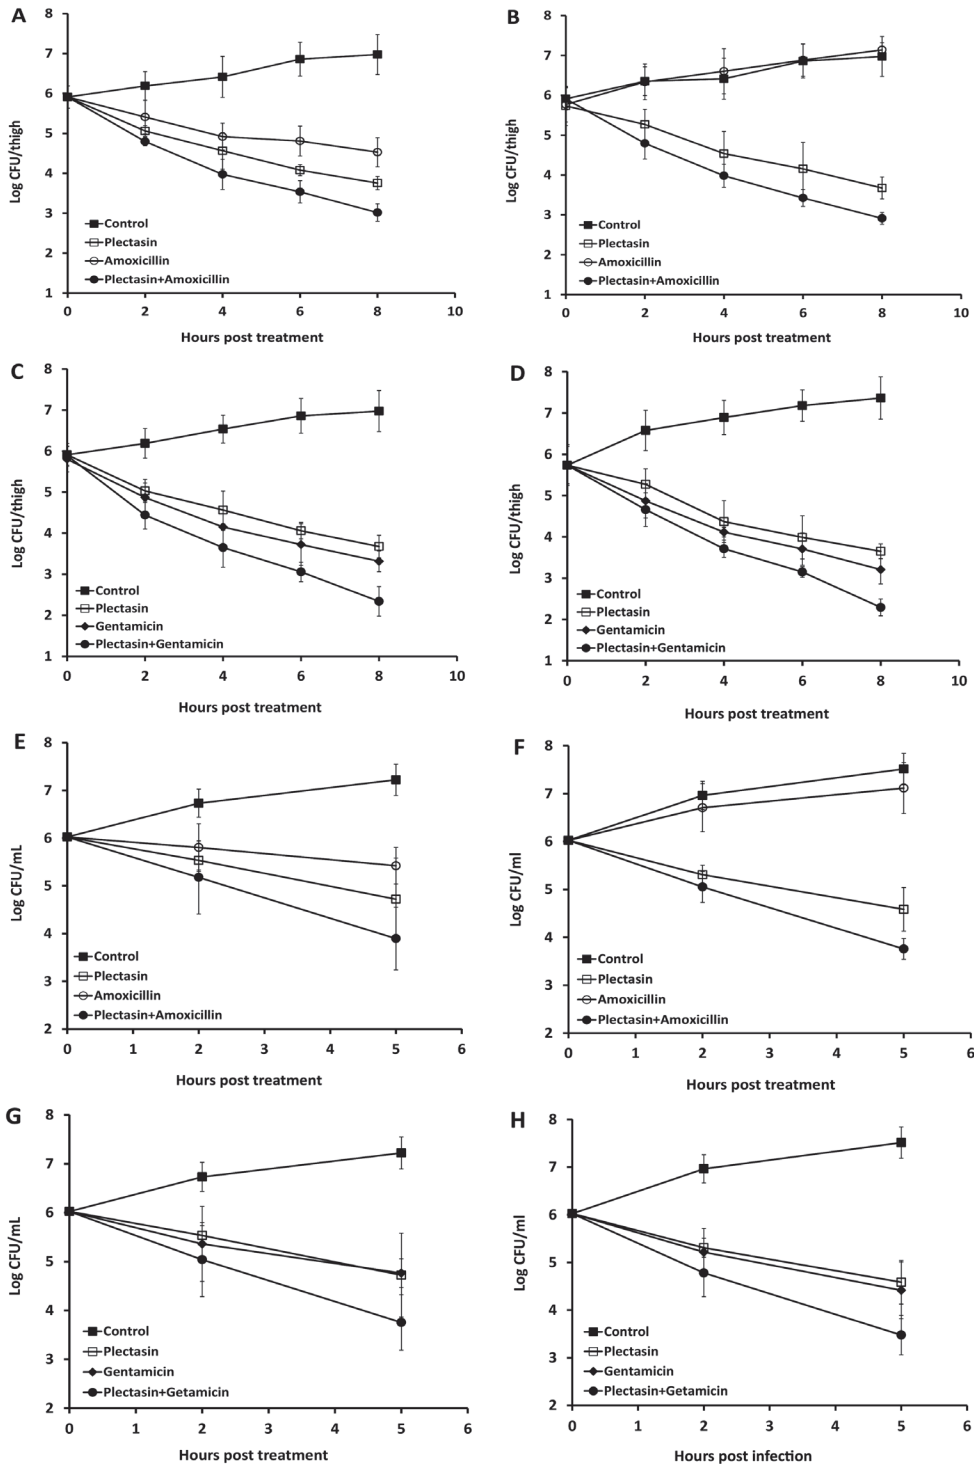 A
8
7
6
5
4
3
2
1
Log CFU/thigh
Control
Plectasin
Amoxicillin
Plectasin+Amoxicillin
0 2 4 6 8 10
Hours post treatment
B
8
7
6
5
4
3
2
1
Log CFU/thigh
Control
Plectasin
Amoxicillin
Plectasin+Amoxicillin
0 2 4 6 8 10
Hours post treatment
C
8
7
6
5
4
3
2
1
Log CFU/thigh
Control
Plectasin
Gentamicin
Plectasin+Gentamicin
0 2 4 6 8 10
Hours post treatment
D
8
7
6
5
4
3
2
1
Log CFU/thigh
Control
Plectasin
Gentamicin
Plectasin+Gentamicin
0 2 4 6 8 10
Hours post treatment
E
8
7
6
5
4
3
2
Log CFU/mL
Control
Plectasin
Amoxicillin
Plectasin+Amoxicillin
0 1 2 3 4 5 6
Hours post treatment
F
8
7
6
5
4
3
2
Log CFU/ml
Control
Plectasin
Amoxicillin
Plectasin+Amoxicillin
0 1 2 3 4 5 6
Hours post treatment
G
8
7
6
5
4
3
2
Log CFU/mL
Control
Plectasin
Gentamicin
Plectasin+Getamicin
0 1 2 3 4 5 6
Hours post treatment
H
8
7
6
5
4
3
2
Log CFU/ml
Control
Plectasin
Gentamicin
Plectasin+Getamicin
0 1 2 3 4 5 6
Hours post infection